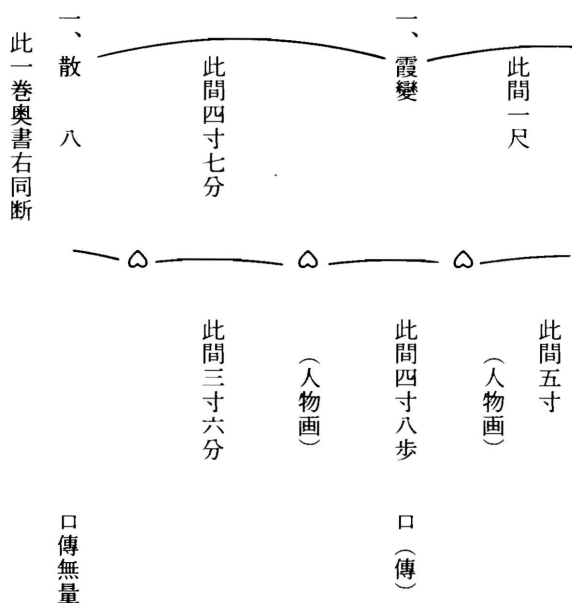 此間一尺
此間五寸
（人物画）
一、霞變
此間四寸八歩
口（傳）
（人物画）
此間四寸七分
此間三寸六分
一、散　八
口傳無量
此一巻奥書右同断